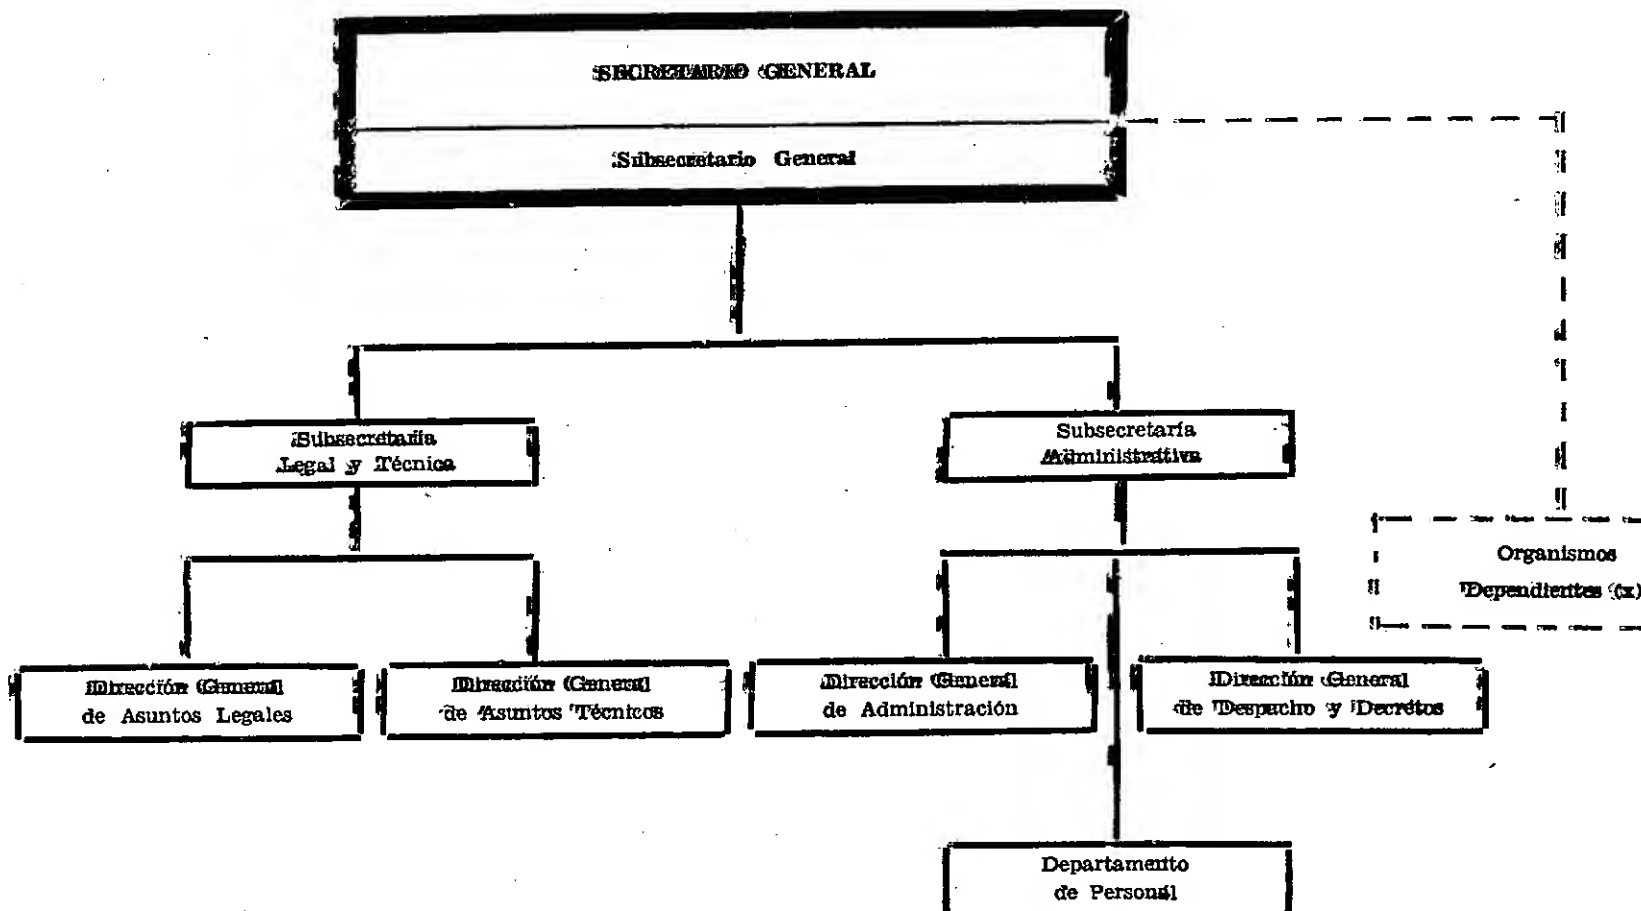 SECRETARIO GENERAL
Subsecretario General
Subsecretaría
Legal y Técnica
Subsecretaría
Administrativa
Organismos
Dependientes (x)
Dirección General
de Asuntos Legales
Dirección General
de Asuntos Técnicos
Dirección General
de Administración
Dirección General
de Despacho y Decretos
Departamento
de Personal